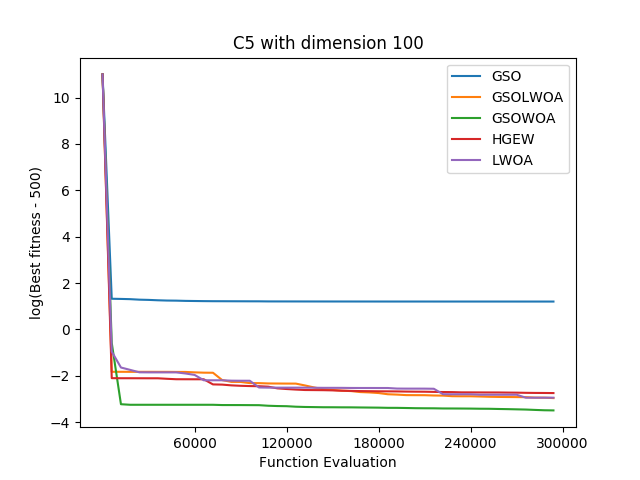 C5 with dimension 100
GSO
GSOLWOA
GSOWOA
HGEW
LWOA
log(Best fitness - 500)
10
8
6
4
2
0
−2
−4
60000 120000 180000 240000 300000
Function Evaluation